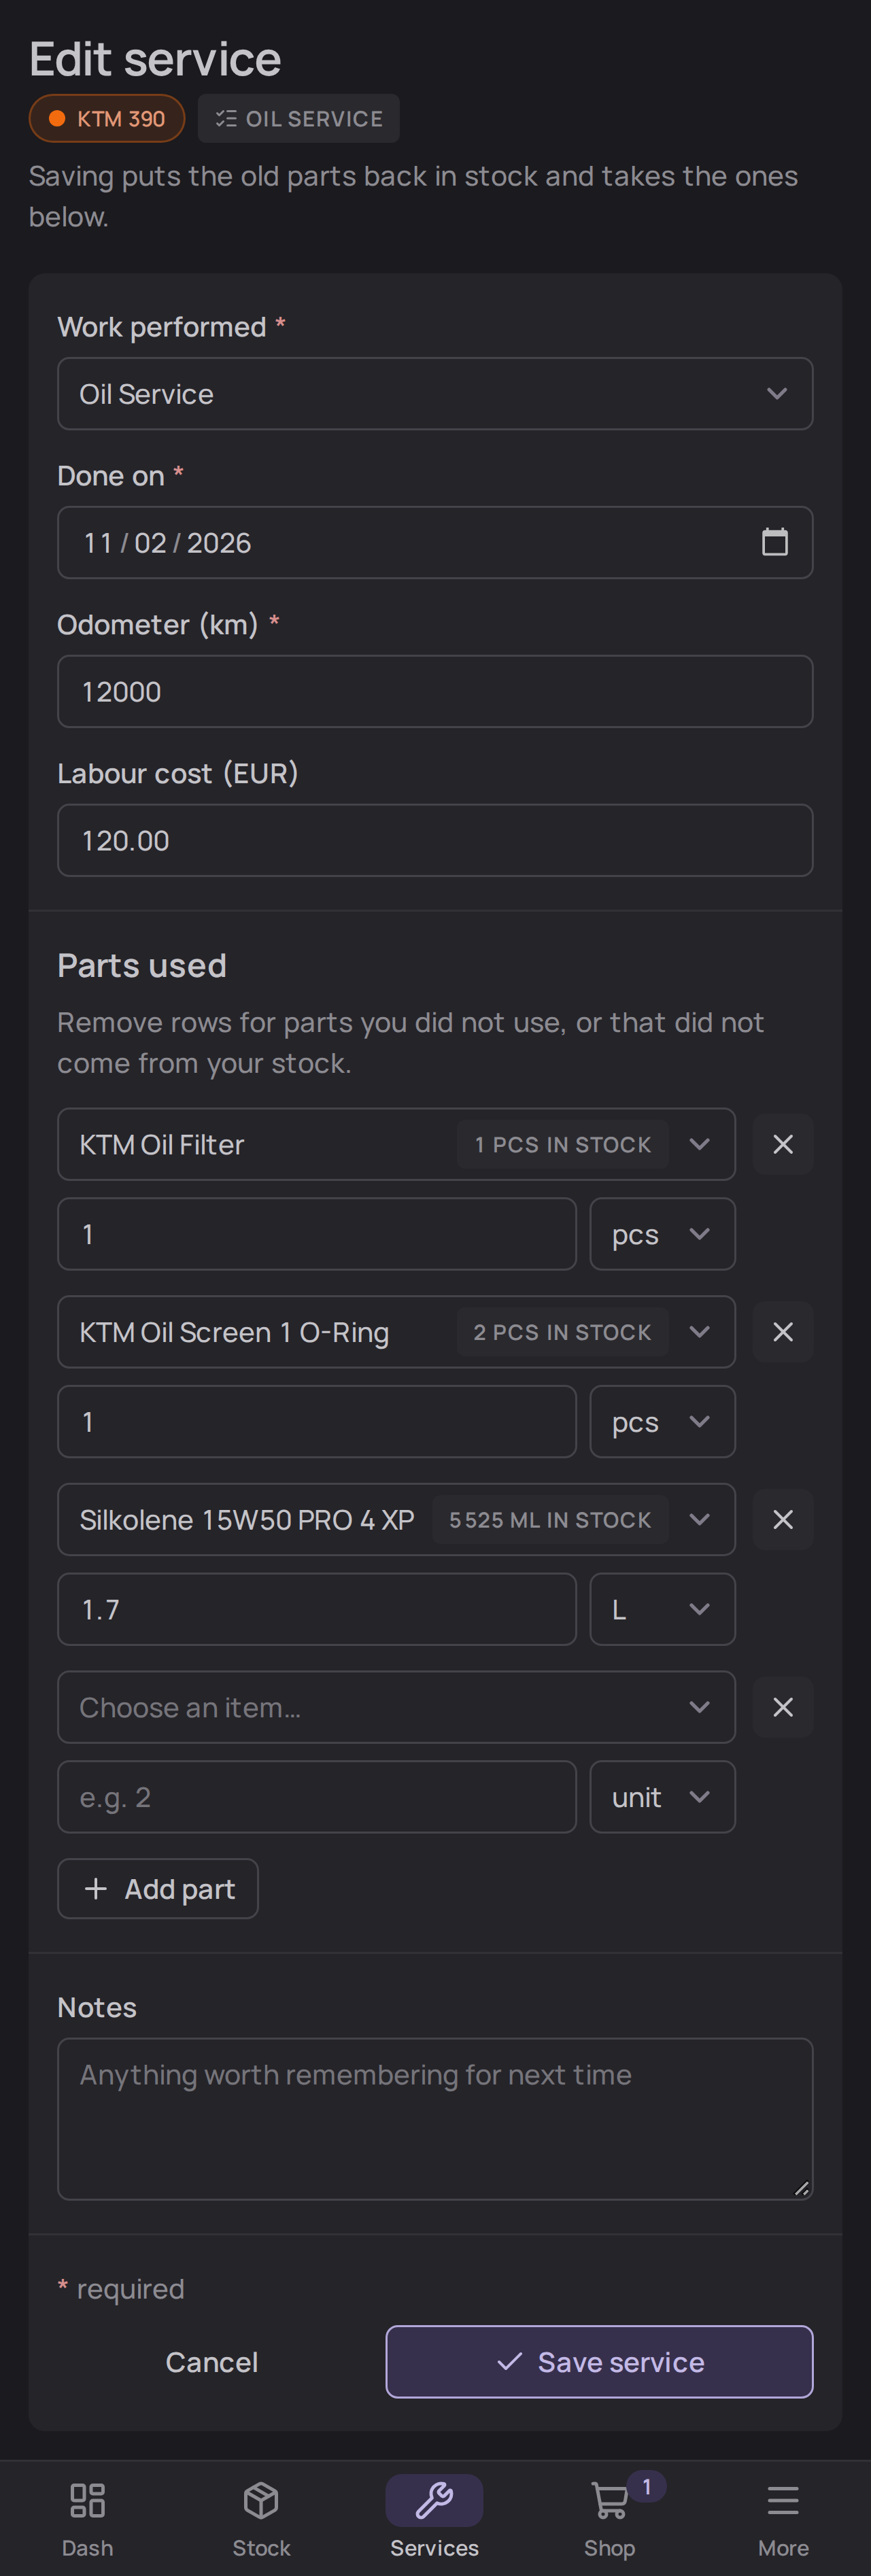 Edit service
KTM 390
OIL SERVICE
Saving puts the old parts back in stock and takes the ones
below.
Work performed *
Oil Service
Done on *
11 / 02 / 2026
Odometer (km) *
12000
Labour cost (EUR)
120.00
Parts used
Remove rows for parts you did not use, or that did not
come from your stock.
KTM Oil Filter
1 PCS IN STOCK
1
pcs
KTM Oil Screen 1 O-Ring
2 PCS IN STOCK
1
pcs
Silkolene 15W50 PRO 4 XP
5 525 ML IN STOCK
1.7
L
Choose an item…
e.g. 2
unit
Add part
Notes
Anything worth remembering for next time
* required
Cancel
Save service
1
Dash
Stock
Services
Shop
More